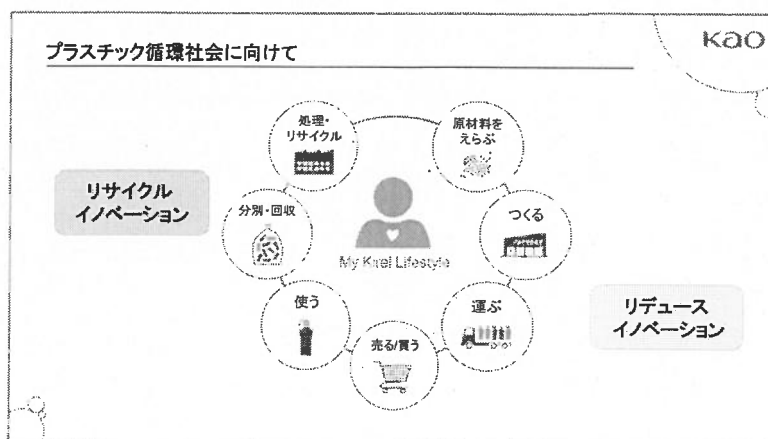 プラスチック循環社会に向けて
Kao
処理・
リサイクル
原材料を
えらぶ
リサイクル
イノベーション
分別・回収
つくる
My Kirei Lifestyle
使う
運ぶ
リデュース
イノベーション
売る/買う